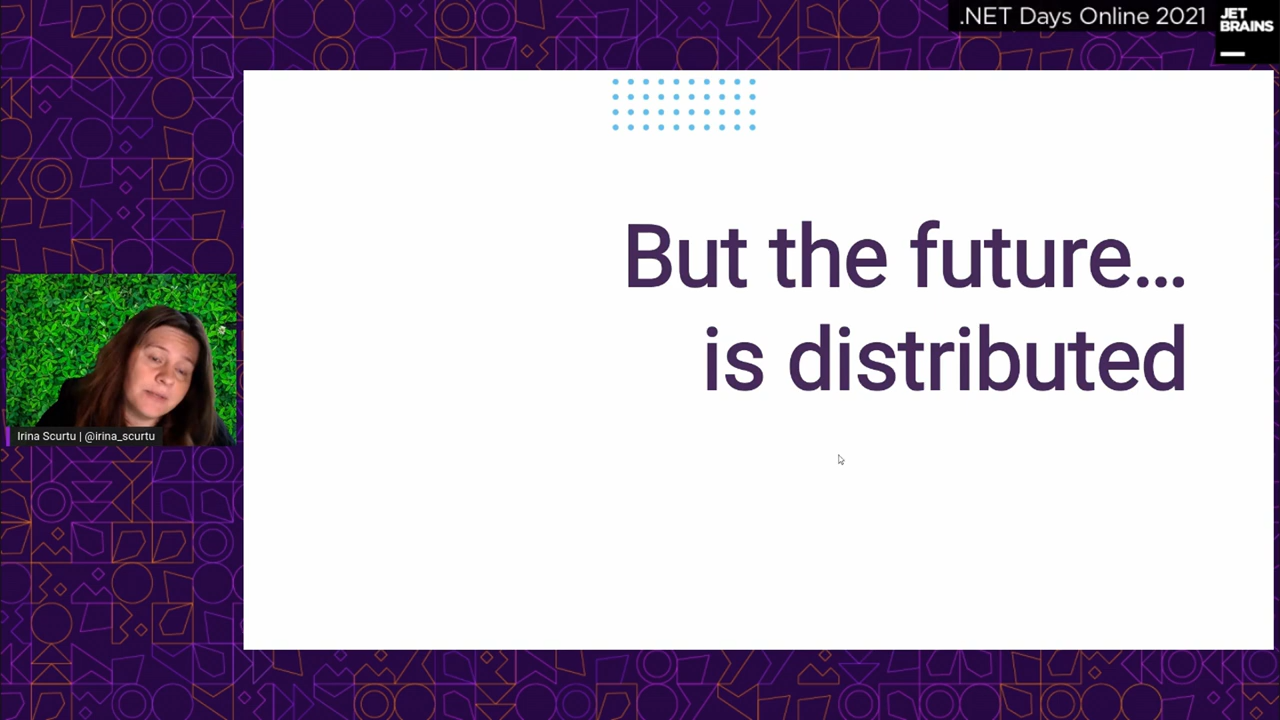 .NET Days Online 2021
JET
BRAINS
But the future...
is distributed
Irina Scurtu | @irina_scurtu